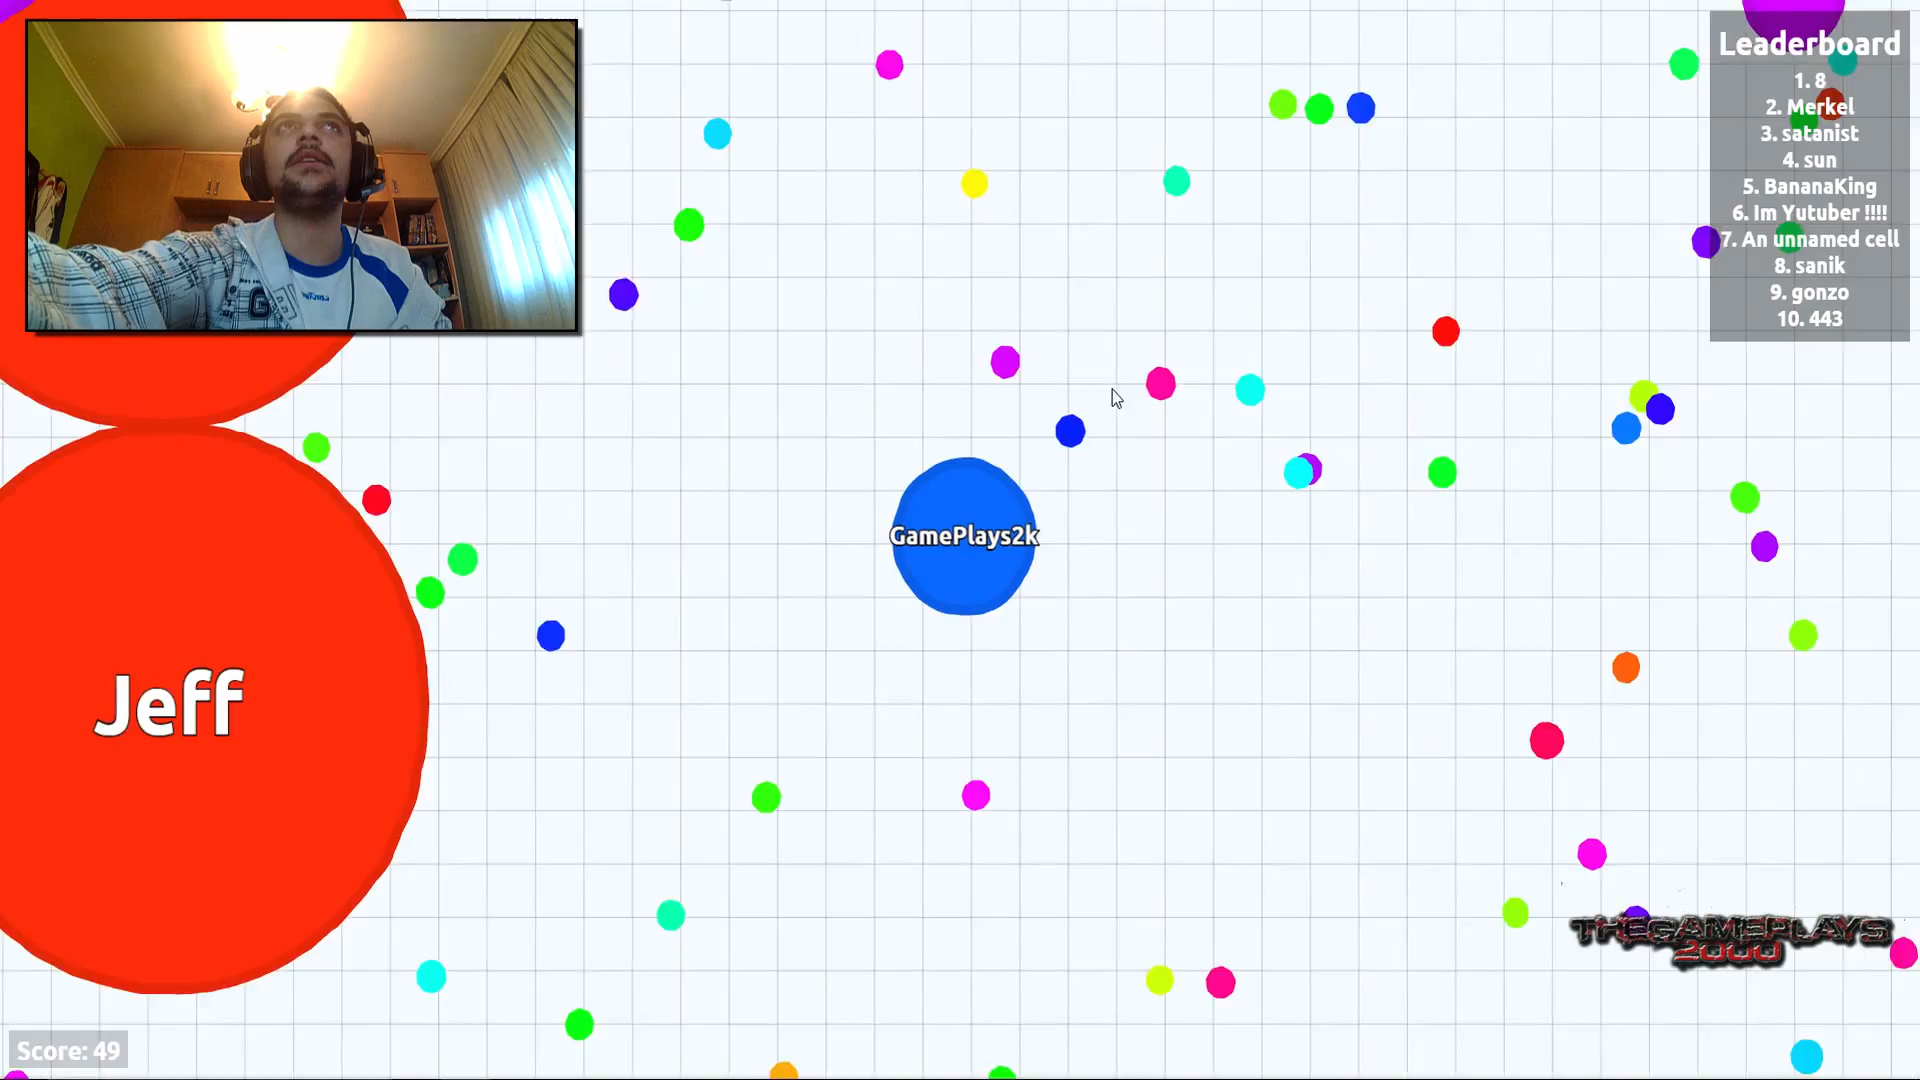 Leaderboard
1. 8
2. Merkel
3. satanist
4. sun
5. BananaKing
6. Im Yutuber !!!!
7. An unnamed cell
8. sanik
9. gonzo
10. 443
GamePlays2k
Jeff
THEGAMEPLAYS
2000
Score: 49